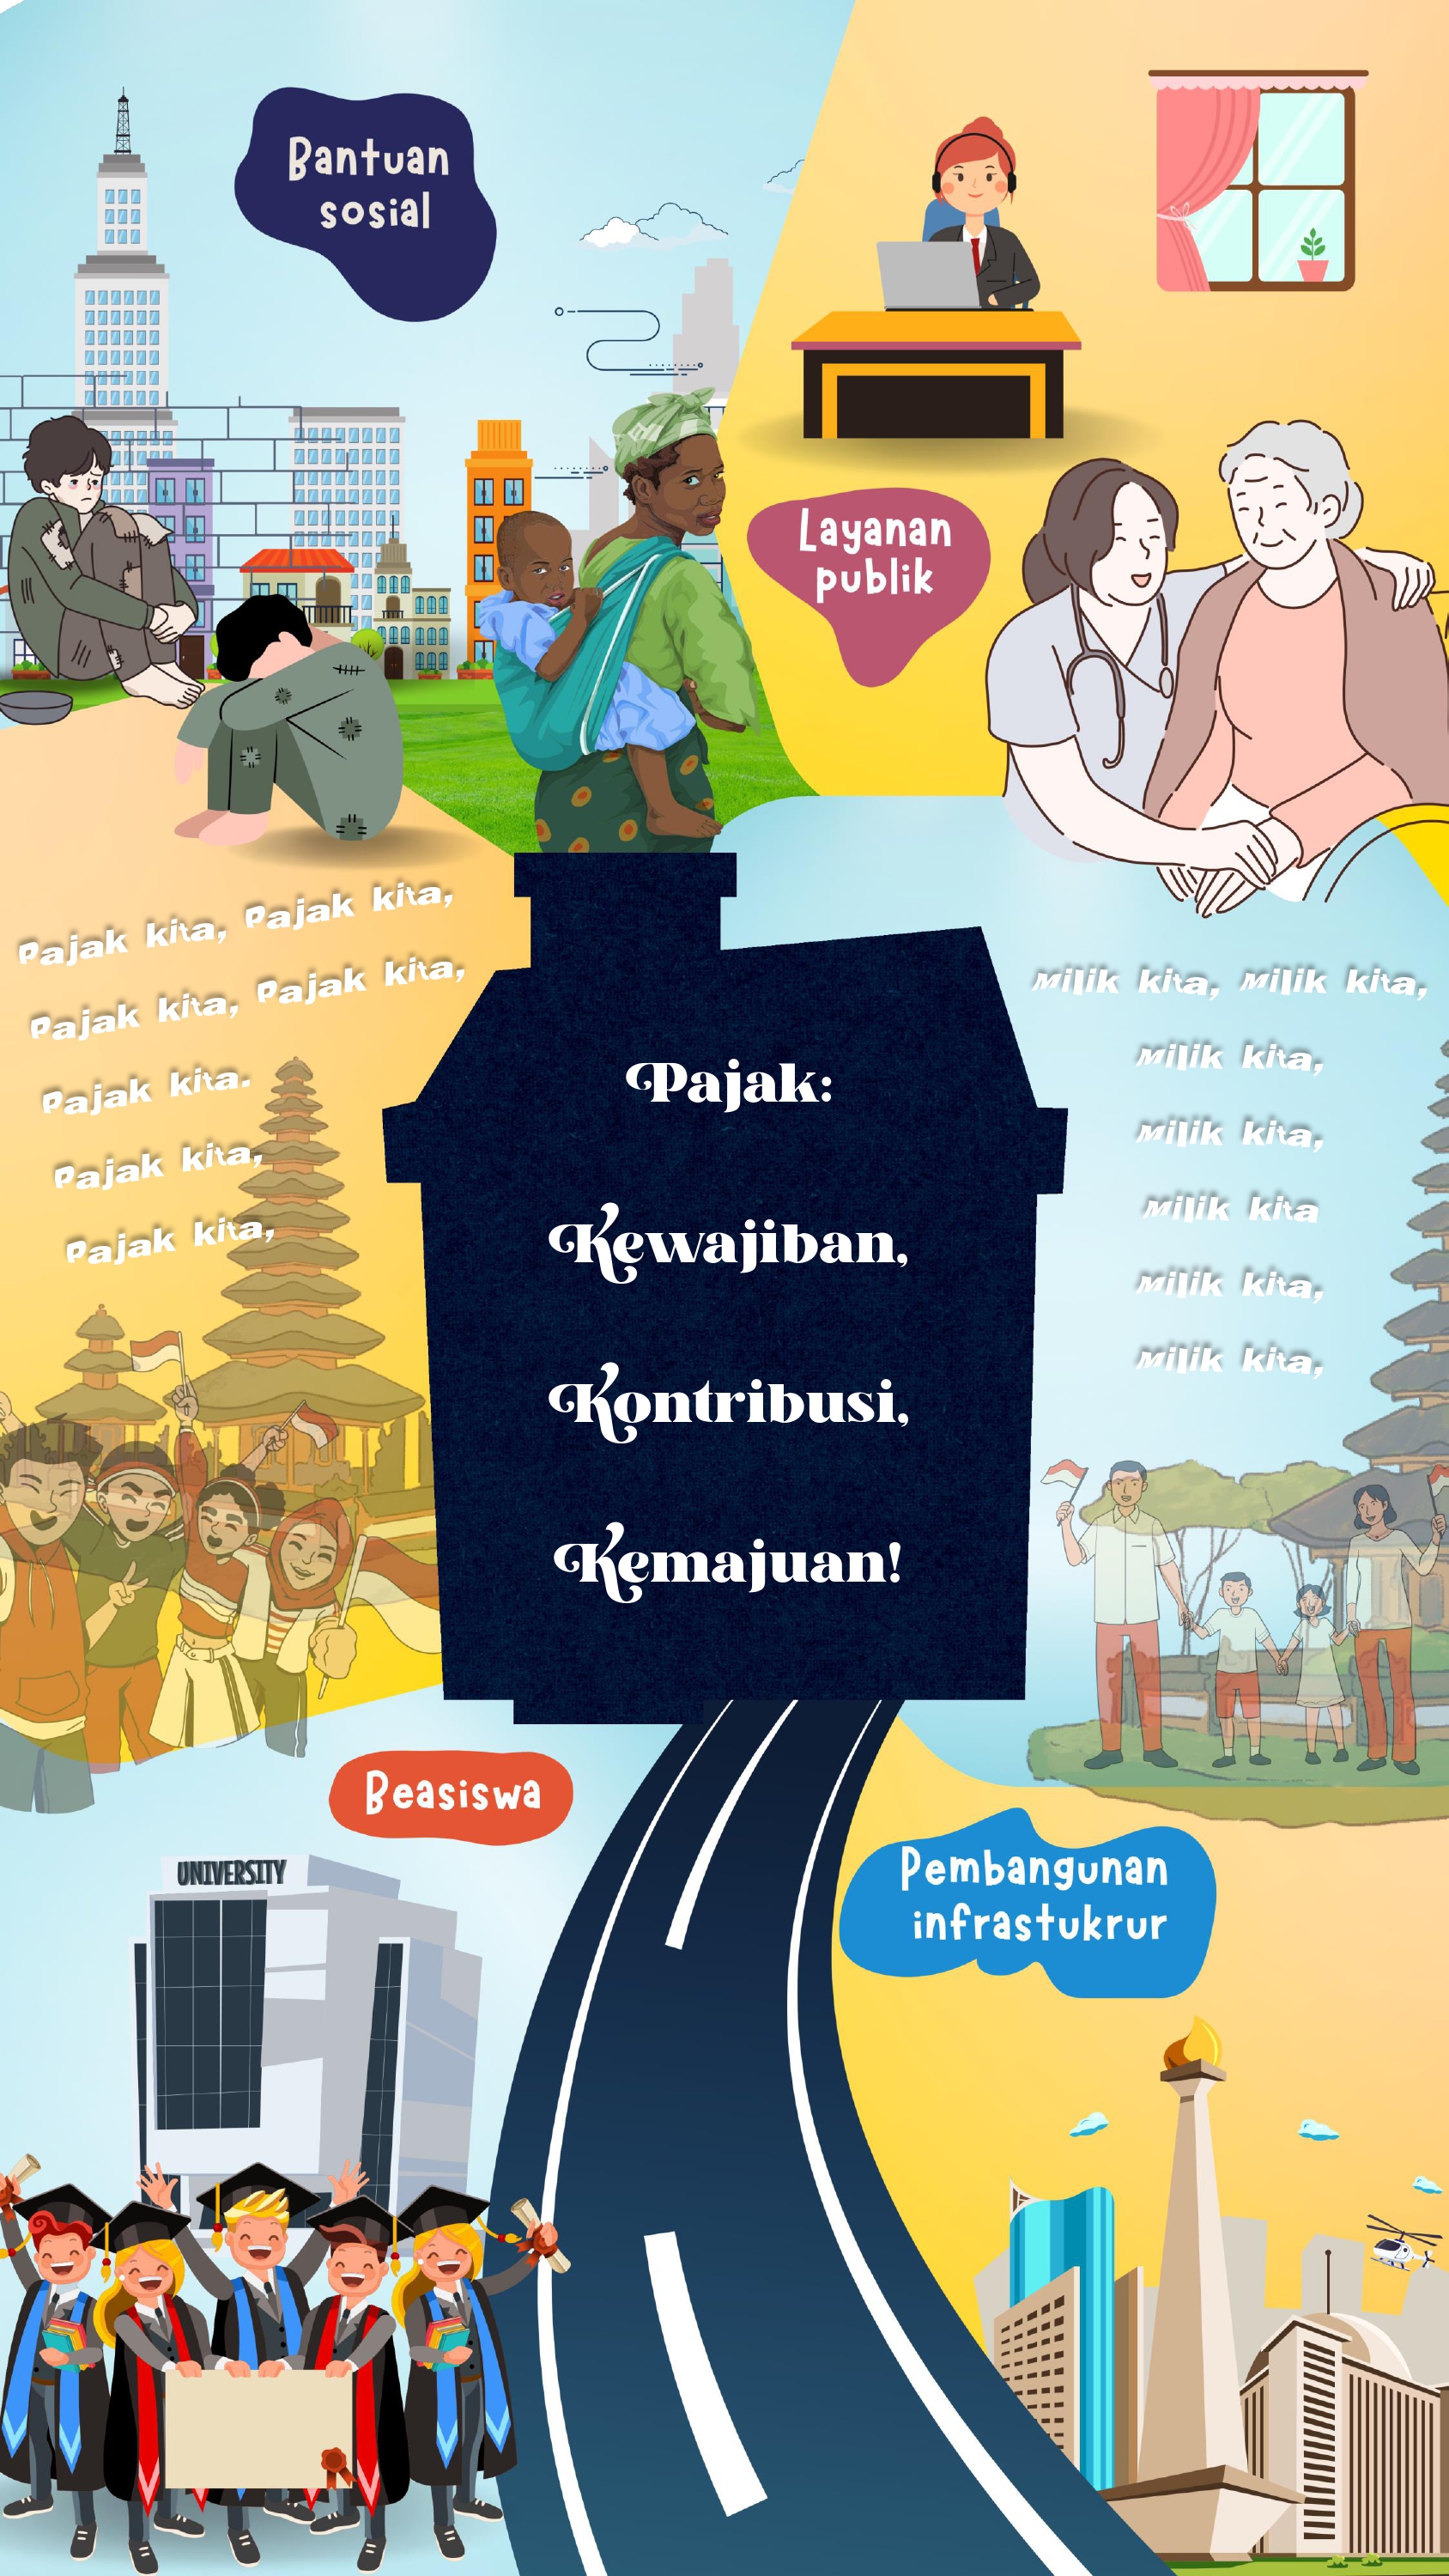 Bantuan
sosial
Layanan
publik
Pajak kita, Pajak kita,
Pajak kita, Pajak kita,
Pajak kita.
Pajak kita,
Pajak kita,
Pajak:
Kewajiban,
Kontribusi,
Kemajuan!
Milik kita, Milik kita,
Milik kita,
Milik kita,
Milik kita
Milik kita,
Milik kita,
Beasiswa
UNIVERSITY
Pembangunan
infrastukrur